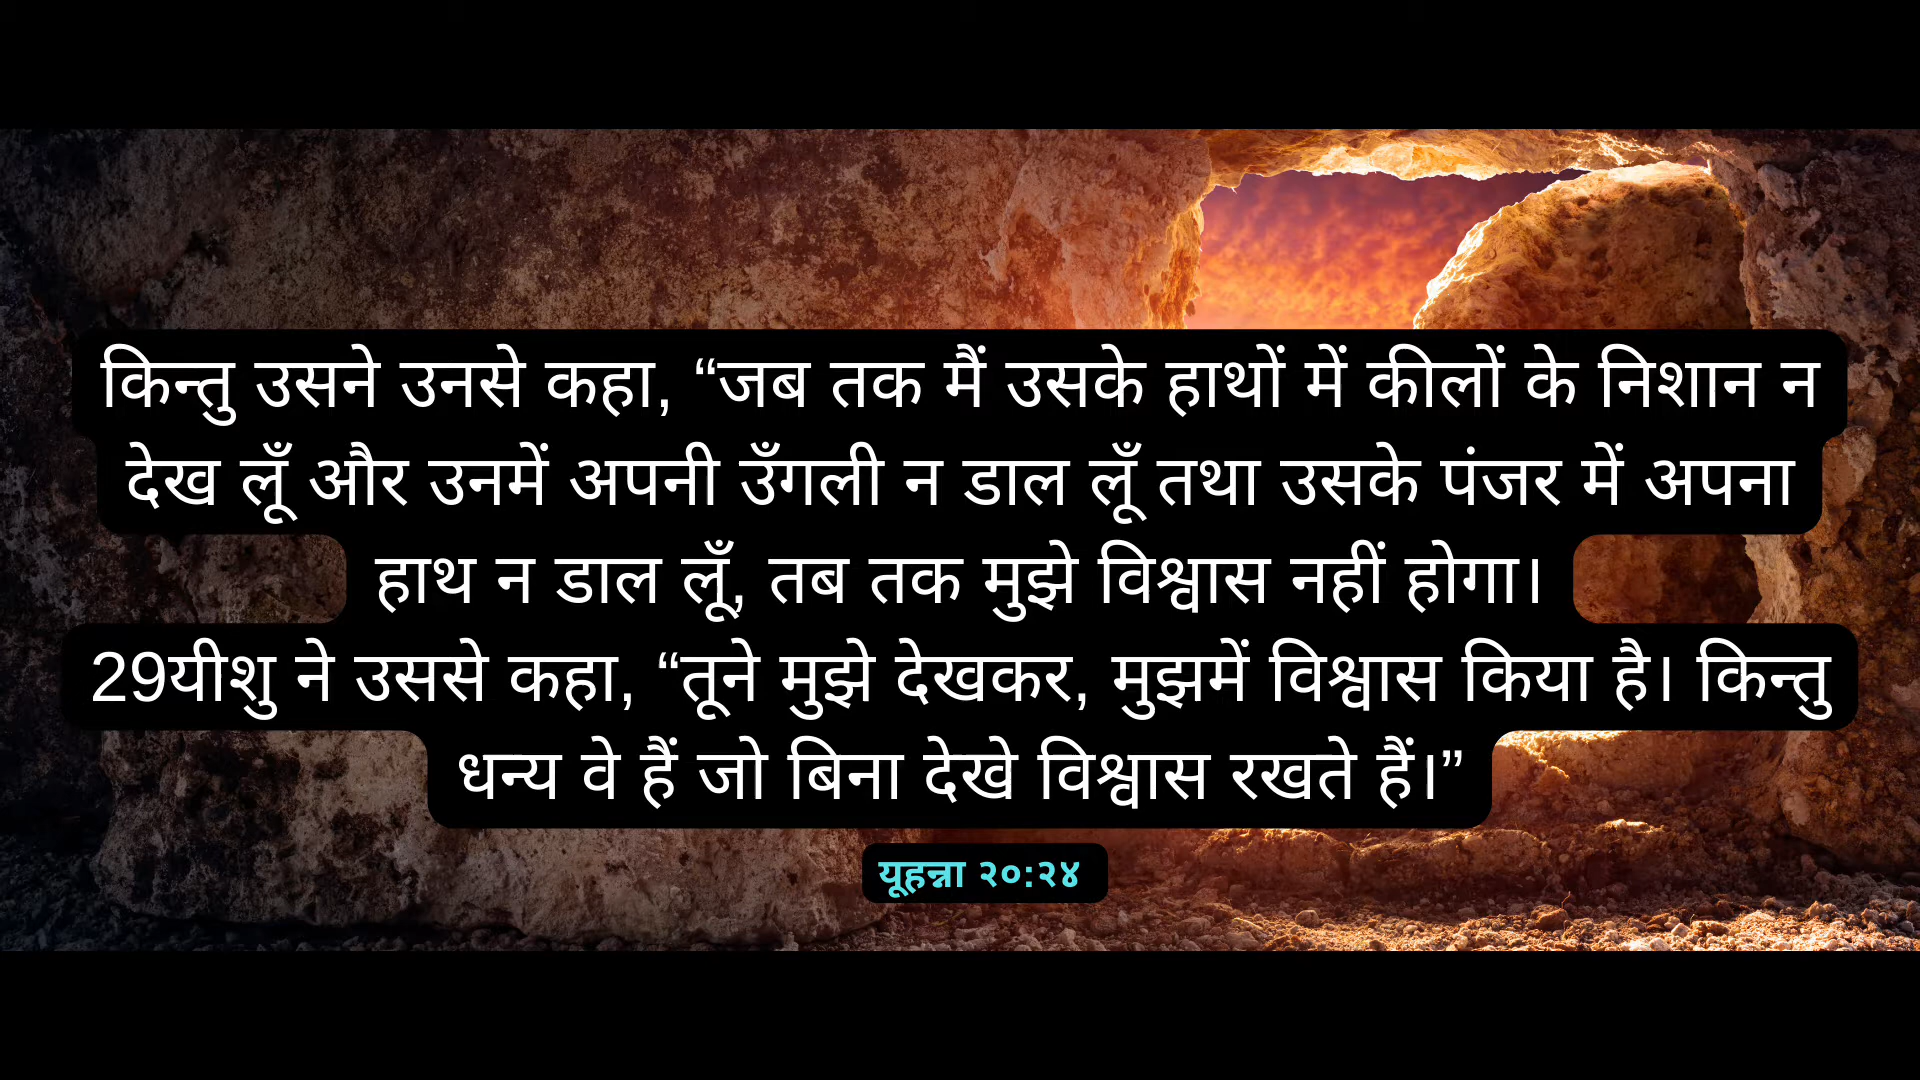 किन्तु उसने उनसे कहा, “जब तक मैं उसके हाथों में कीलों के निशान न
देख लूँ और उनमें अपनी उँगली न डाल लूँ तथा उसके पंजर में अपना
हाथ न डाल लूँ, तब तक मुझे विश्वास नहीं होगा।
29यीशु ने उससे कहा, “तूने मुझे देखकर, मुझमें विश्वास किया है। किन्तु
धन्य वे हैं जो बिना देखे विश्वास रखते हैं।”
यूहन्ना २०:२४